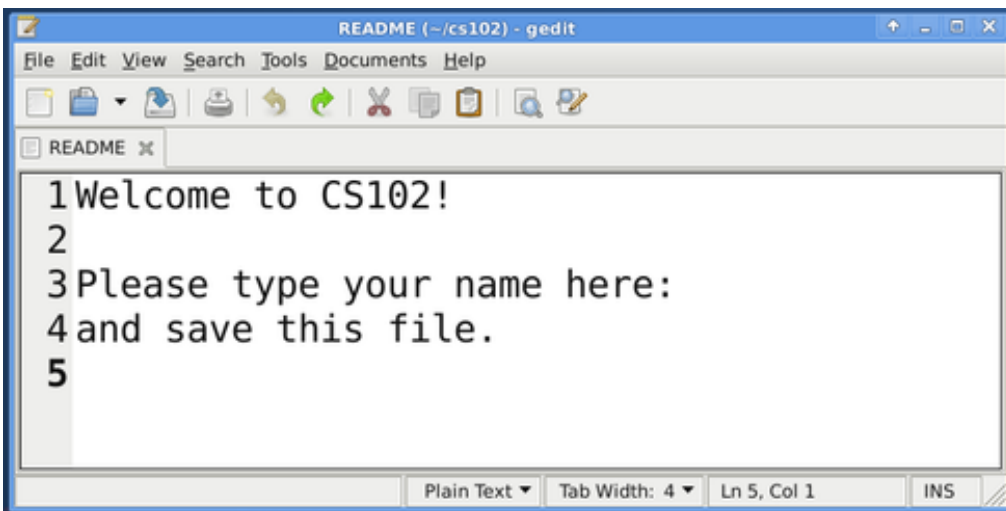 README (~/cs102) - gedit
File Edit View Search Tools Documents Help
README
1 Welcome to CS102!
2
3 Please type your name here:
4 and save this file.
5
Plain Text Tab Width: 4 Ln 5, Col 1 INS